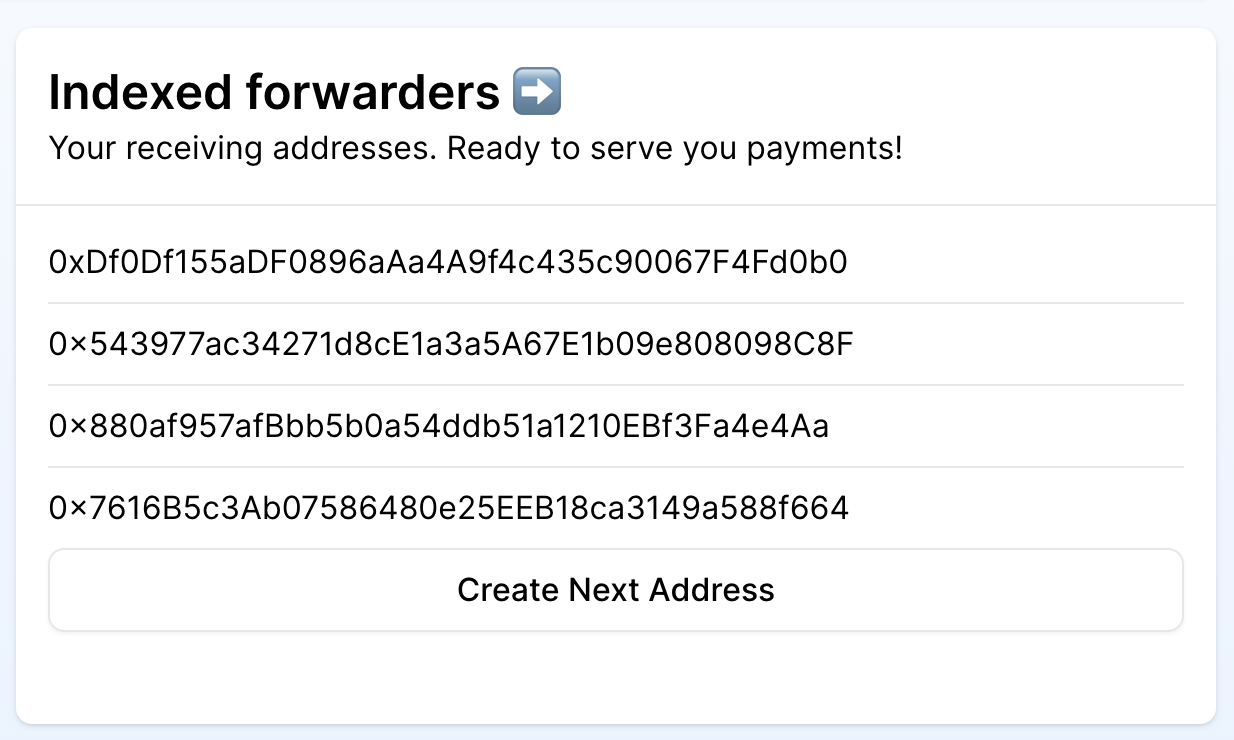 Indexed forwarders ➡️
Your receiving addresses. Ready to serve you payments!
0xDf0Df155aDF0896aAa4A9f4c435c90067F4Fd0b0
0x543977ac34271d8cE1a3a5A67E1b09e808098C8F
0x880af957afBbb5b0a54ddb51a1210EBf3Fa4e4Aa
0x7616B5c3Ab07586480e25EEB18ca3149a588f664
Create Next Address